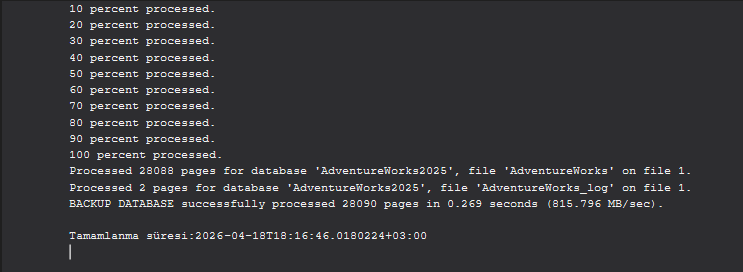 10 percent processed.
20 percent processed.
30 percent processed.
40 percent processed.
50 percent processed.
60 percent processed.
70 percent processed.
80 percent processed.
90 percent processed.
100 percent processed.
Processed 28088 pages for database 'AdventureWorks2025', file 'AdventureWorks' on file 1.
Processed 2 pages for database 'AdventureWorks2025', file 'AdventureWorks_log' on file 1.
BACKUP DATABASE successfully processed 28090 pages in 0.269 seconds (815.796 MB/sec).
Tamamlanma süresi:2026-04-18T18:16:46.0180224+03:00